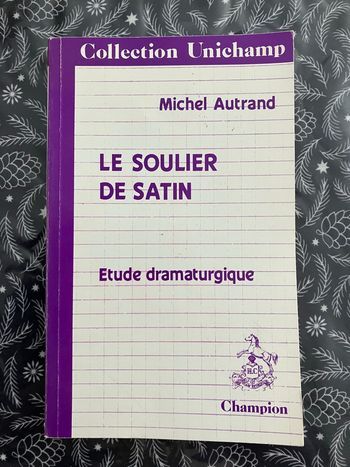 Collection Unichamp
Michel Autrand
LE SOULIER
DE SATIN
Etude dramaturgique
H.C
Champion